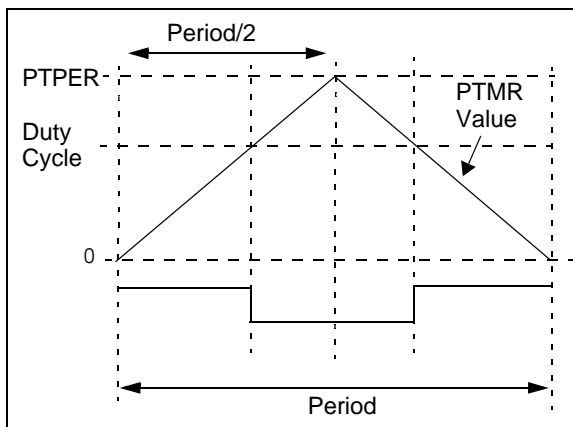 Period/2
PTPER
PTMR
Value
Duty
Cycle
0
Period